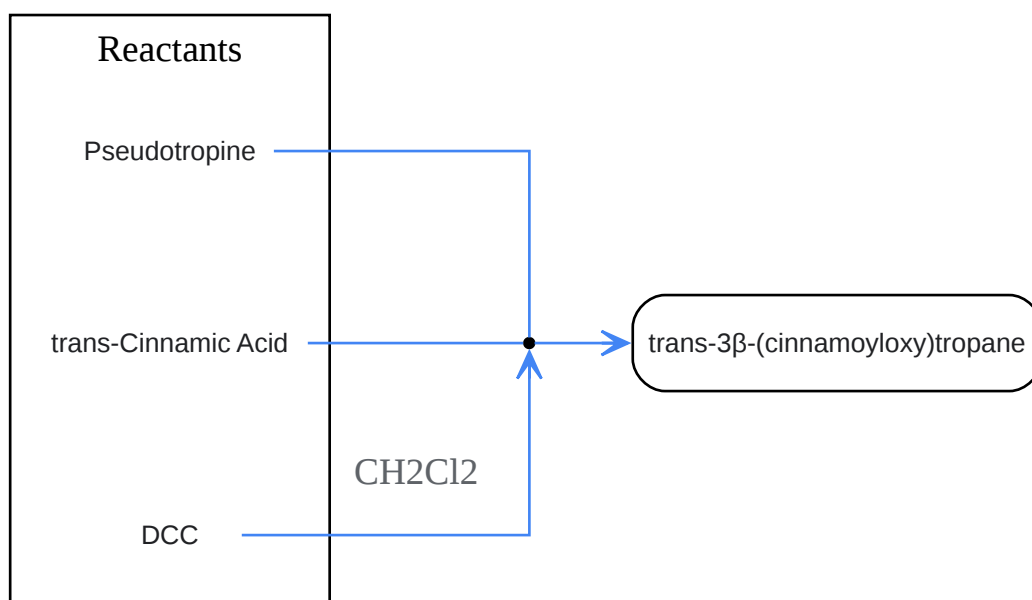 Reactants
Pseudotropine
trans-Cinnamic Acid
trans-3β-(cinnamoyloxy)tropane
CH2Cl2
DCC